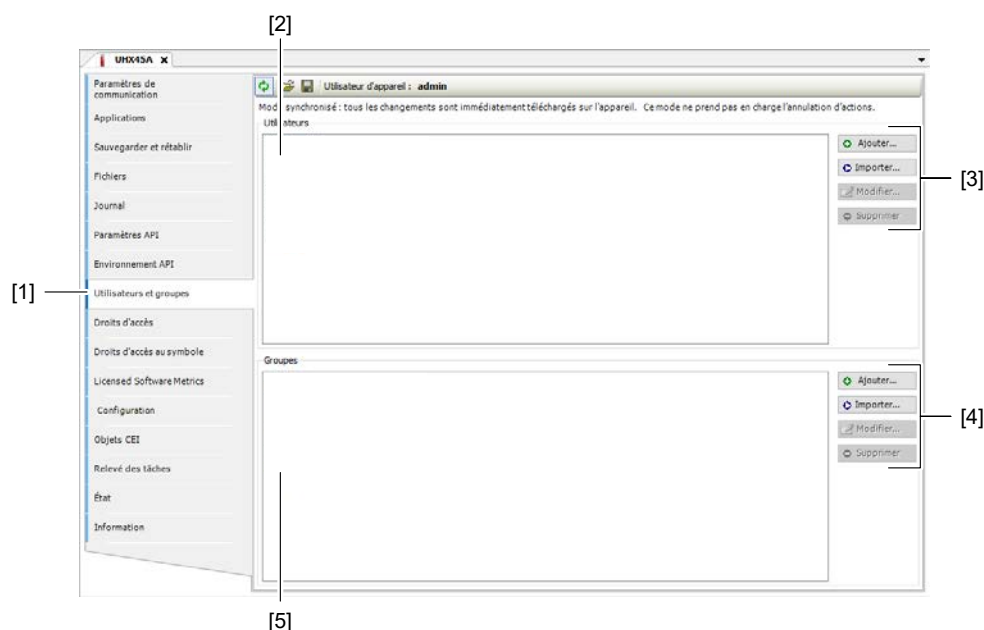 [2]
UHX45A X
Paramètres de
communication
Applications
Sauvegarder et rétablir
Fichiers
Journal
Paramètres API
Environnement API
[1]
Utilisateurs et groupes
Droits d'accès
Droits d'accès au symbole
Licensed Software Metrics
Configuration
Objets CEI
Relevé des tâches
État
Information
Utilisateur d'appareil : admin
synchronisé : tous les changements sont immédiatement téléchargés sur l'appareil. Ce mode ne prend pas en charge l'annulation d'actions.
Ajouter...
Importer...
Modifier...
Supprimer
[3]
Groupes
Ajouter...
Importer...
Modifier...
Supprimer
[4]
[5]